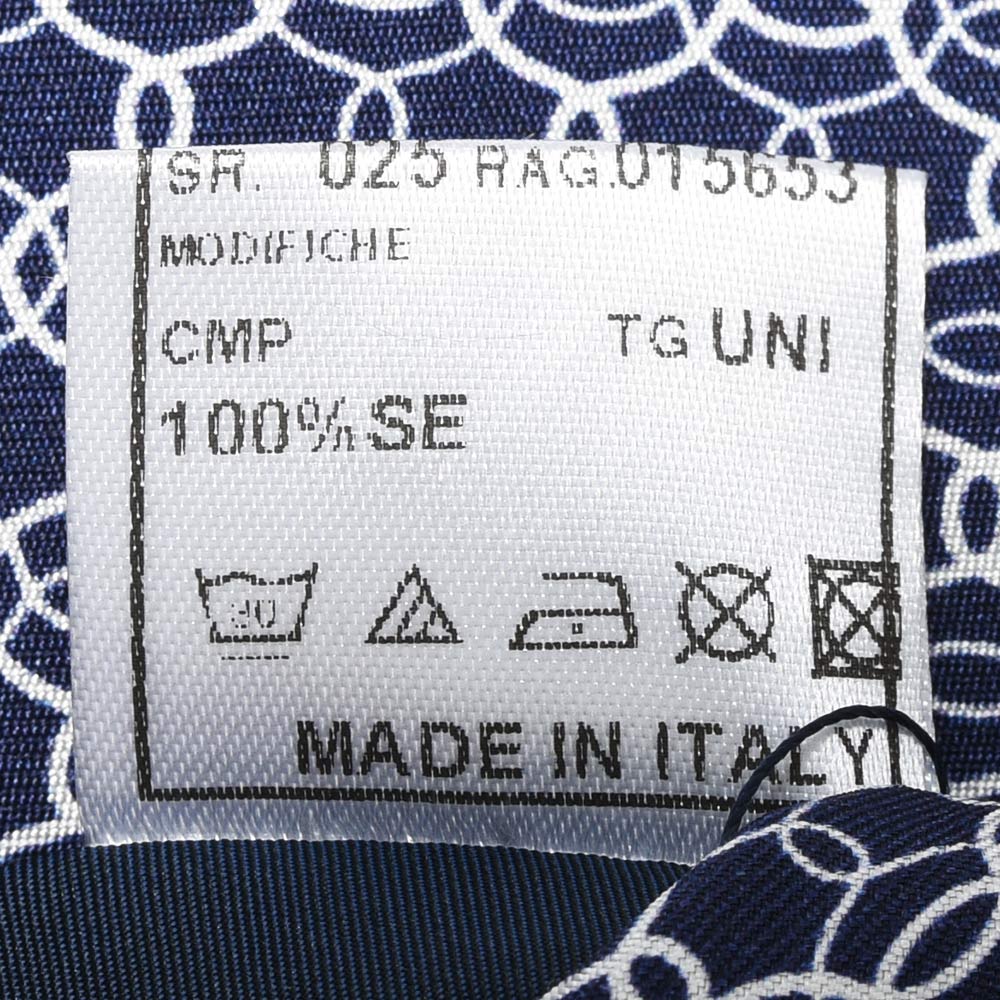 SR. 025 RAG.015653
MODIFICHE
CMP TG UNI
100%SE
30
MADE IN ITALY